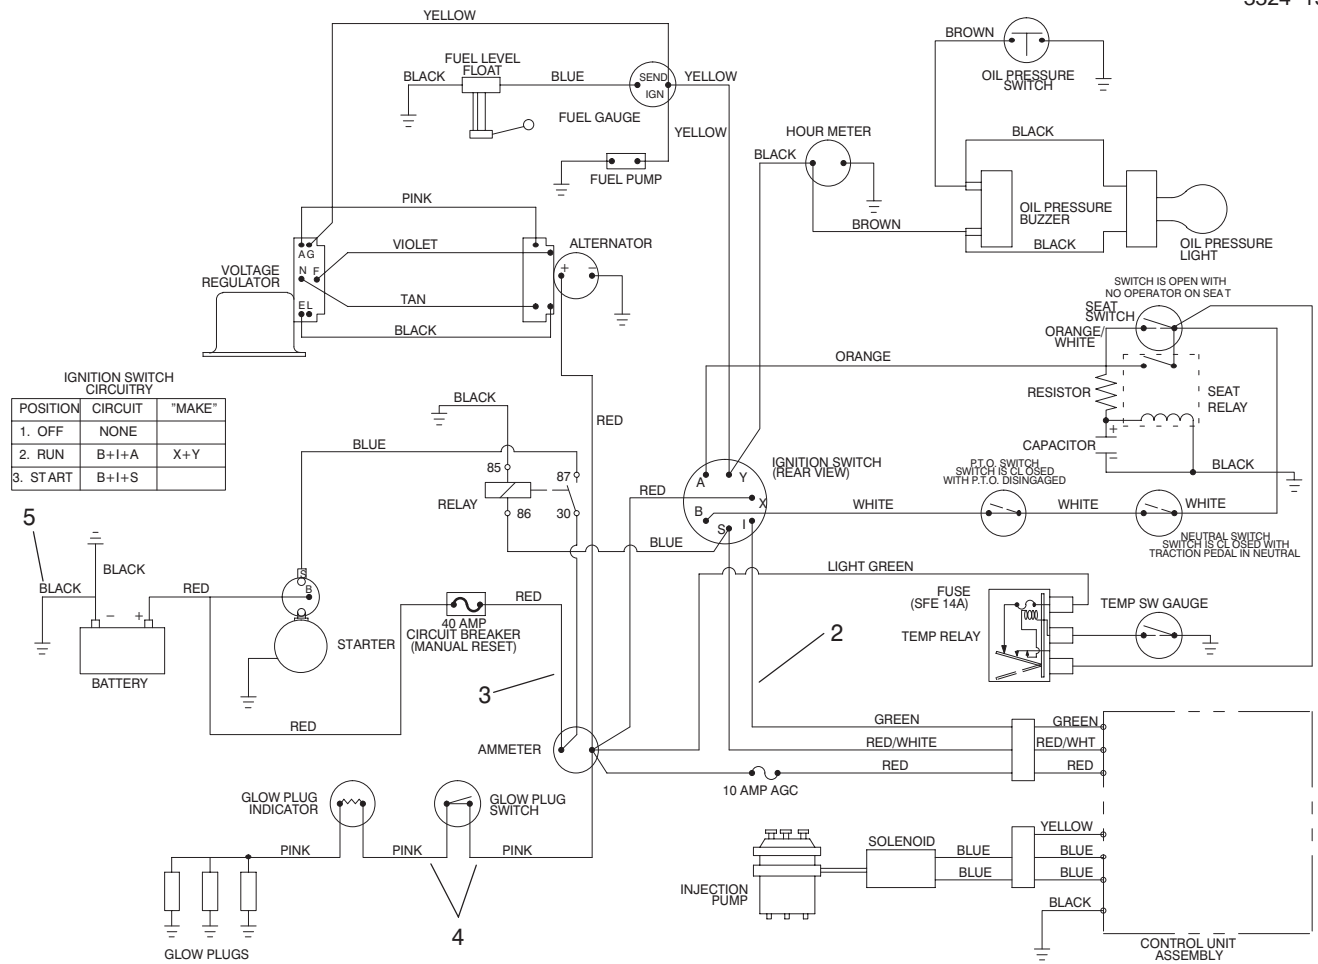 YELLOW
BROWN
OIL PRESSURE
SWITCH
FUEL LEVEL
FLOAT
BLACK
BLUE
SEND
IGN
YELLOW
FUEL GAUGE
YELLOW
FUEL PUMP
HOUR METER
BLACK
BROWN
BLACK
OIL PRESSURE
BUZZER
BLACK
OIL PRESSURE
LIGHT
PINK
VIOLET
TAN
BLACK
A G
N F
E L
VOLTAGE
REGULATOR
ALTERNATOR
+ −
RED
SWITCH IS OPEN WITH
NO OPERATOR ON SEAT
SEAT
SWITCH
ORANGE/
WHITE
ORANGE
RESISTOR
SEAT
RELAY
CAPACITOR
+
−
BLACK
IGNITION SWITCH
CIRCUITRY
POSITION CIRCUIT "MAKE"
1. OFF NONE
2. RUN B+I+A X+Y
3. START B+I+S
BLACK
BLUE
85
87
RELAY
86
30
BLUE
RED
IGNITION SWITCH
(REAR VIEW)
A Y
X
B
S I
WHITE
P.T.O. SWITCH
SWITCH IS CLOSED
WITH P.T.O. DISINGAGED
WHITE
WHITE
NEUTRAL SWITCH
SWITCH IS CLOSED WITH
TRACTION PEDAL IN NEUTRAL
5
BLACK
BLACK
RED
− +
BATTERY
S
B
STARTER
RED
40 AMP
CIRCUIT BREAKER
(MANUAL RESET)
RED
3
2
LIGHT GREEN
FUSE
(SFE 14A)
TEMP RELAY
TEMP SW GAUGE
AMMETER
GREEN
GREEN
RED/WHITE
RED/WHT
RED
RED
10 AMP AGC
GLOW PLUG
INDICATOR
GLOW PLUG
SWITCH
PINK
PINK
PINK
4
GLOW PLUGS
INJECTION
PUMP
SOLENOID
BLUE
BLUE
YELLOW
BLUE
BLUE
BLACK
CONTROL UNIT
ASSEMBLY